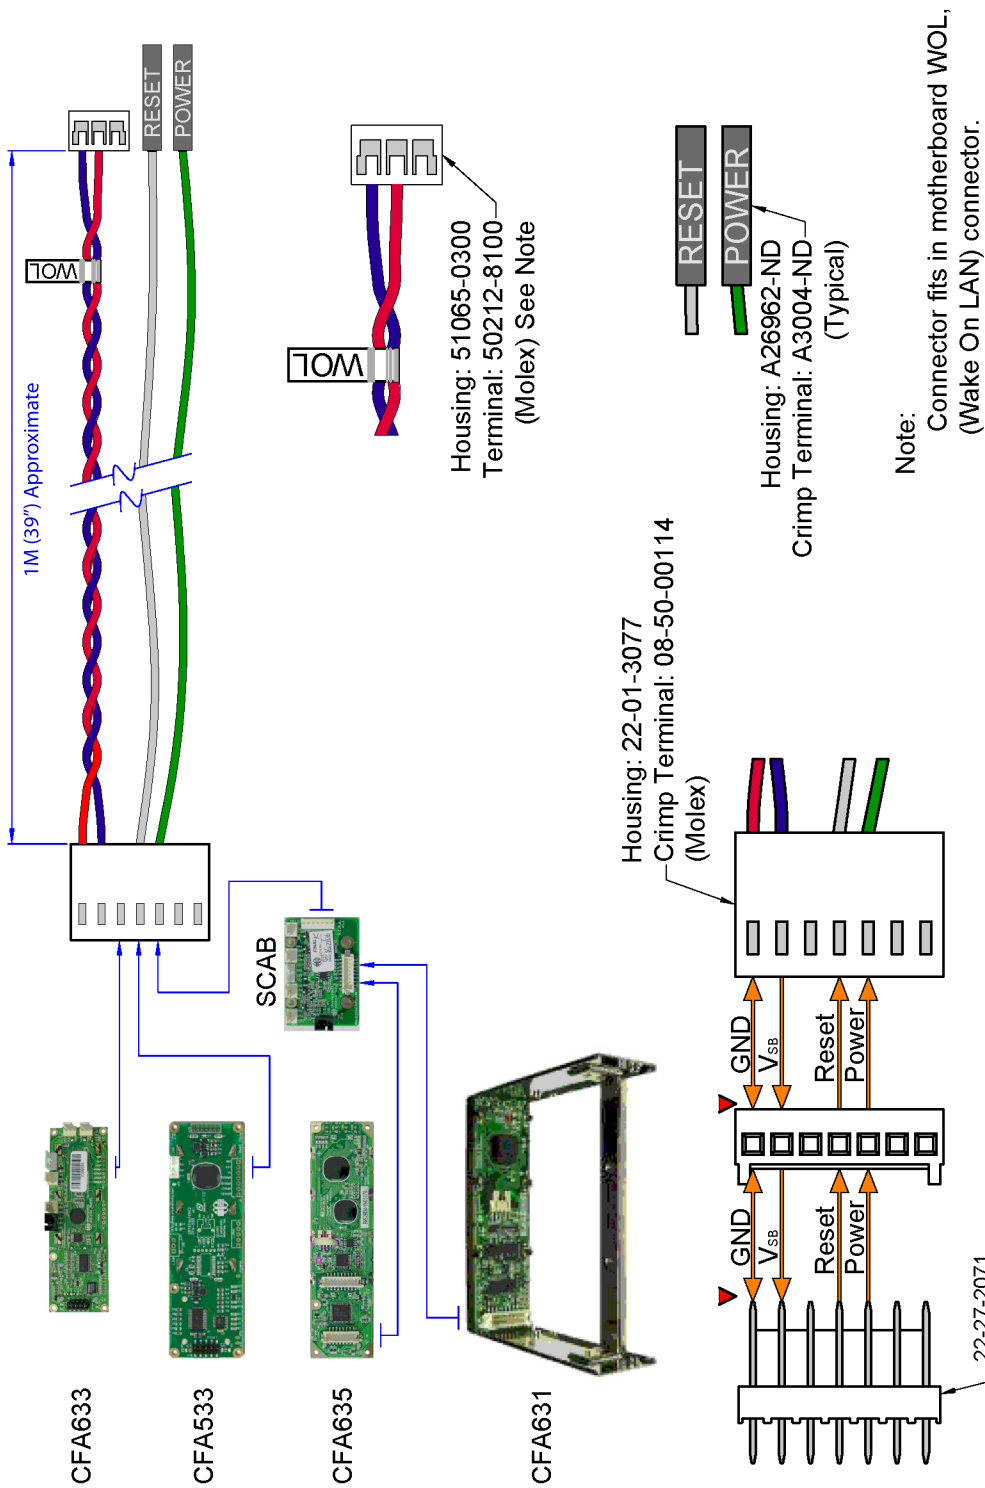 1M (39") Approximate
WOL
RESET
POWER
WOL
Housing: 51065-0300
Terminal: 50212-8100
(Molex) See Note
RESET
POWER
Housing: A26962-ND
Crimp Terminal: A3004-ND
(Typical)
Note:
Connector fits in motherboard WOL,
(Wake On LAN) connector.
SCAB
CFA633
CFA533
CFA635
CFA631
Housing: 22-01-3077
Crimp Terminal: 08-50-00114
(Molex)
GND
VSB
Reset
Power
GND
VSB
Reset
Power
22-27-2071